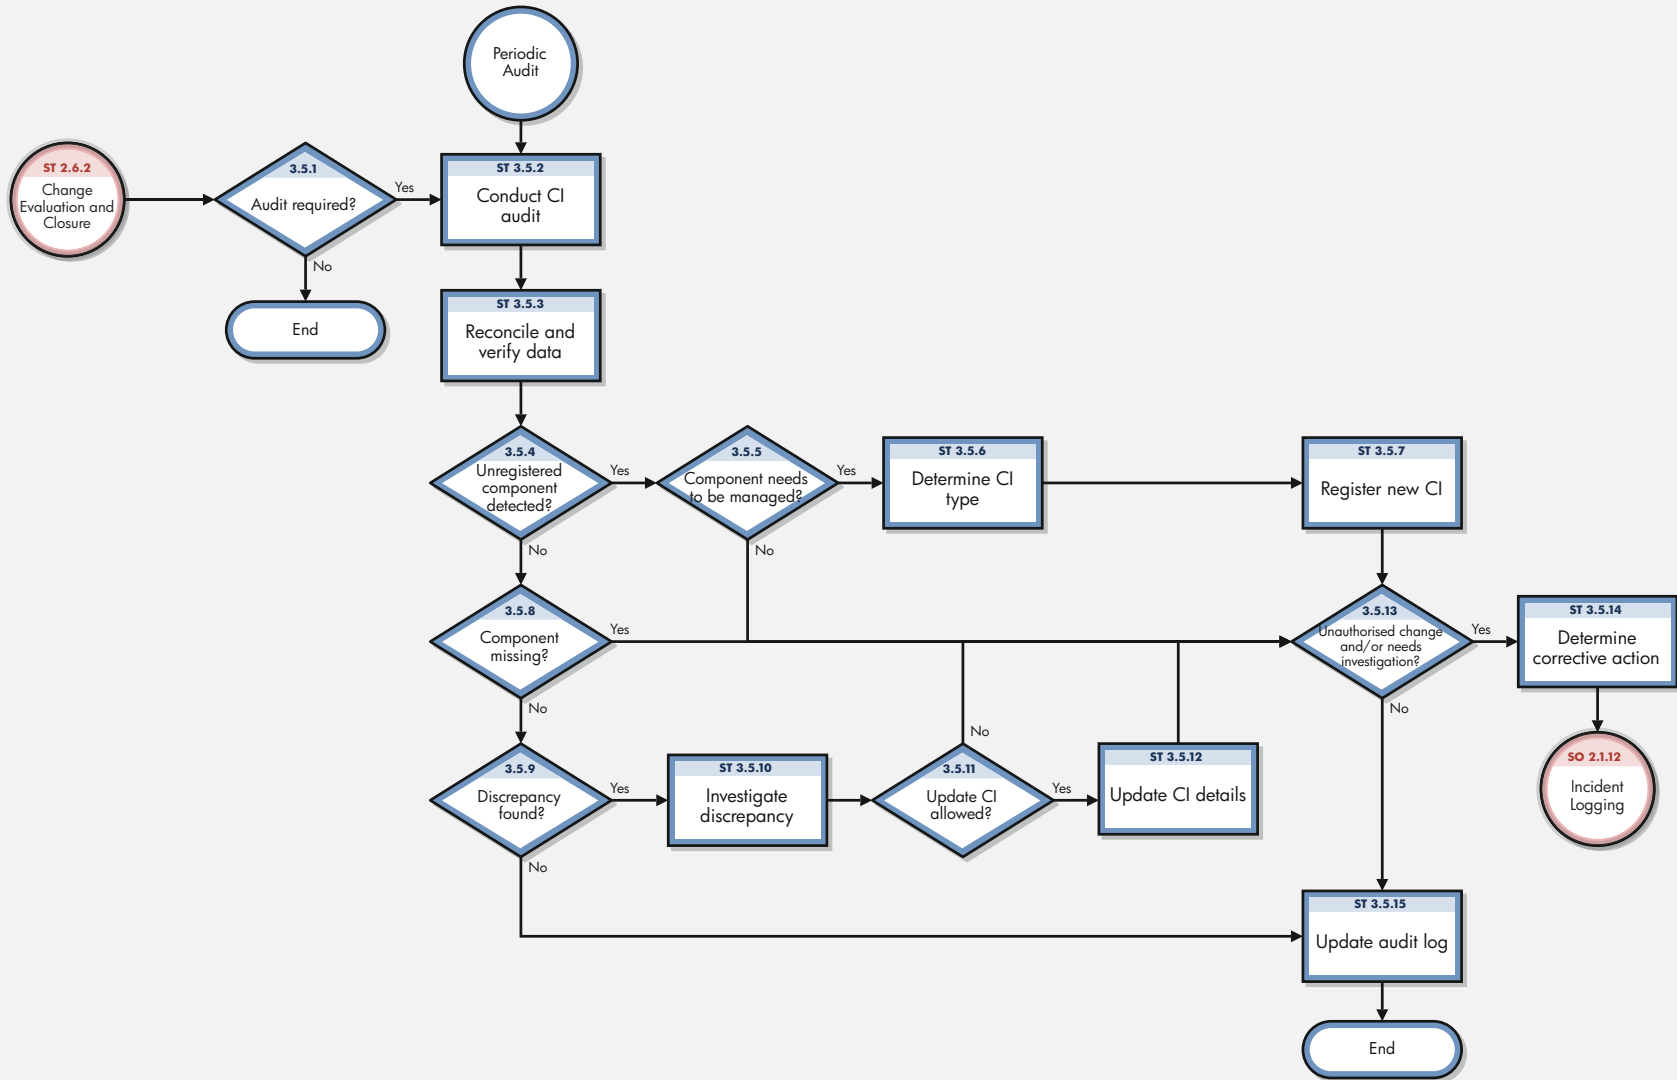 Periodic
Audit
ST 2.6.2
Change
Evaluation and
Closure
3.5.1
Audit required?
Yes
No
End
ST 3.5.2
Conduct CI
audit
ST 3.5.3
Reconcile and
verify data
3.5.4
Unregistered
component
detected?
Yes
No
3.5.5
Component needs
to be managed?
Yes
No
ST 3.5.6
Determine CI
type
ST 3.5.7
Register new CI
3.5.8
Component
missing?
Yes
No
3.5.13
Unauthorised change
and/or needs
investigation?
Yes
No
ST 3.5.14
Determine
corrective action
3.5.9
Discrepancy
found?
Yes
No
ST 3.5.10
Investigate
discrepancy
3.5.11
Update CI
allowed?
No
Yes
ST 3.5.12
Update CI details
SO 2.1.12
Incident
Logging
ST 3.5.15
Update audit log
End